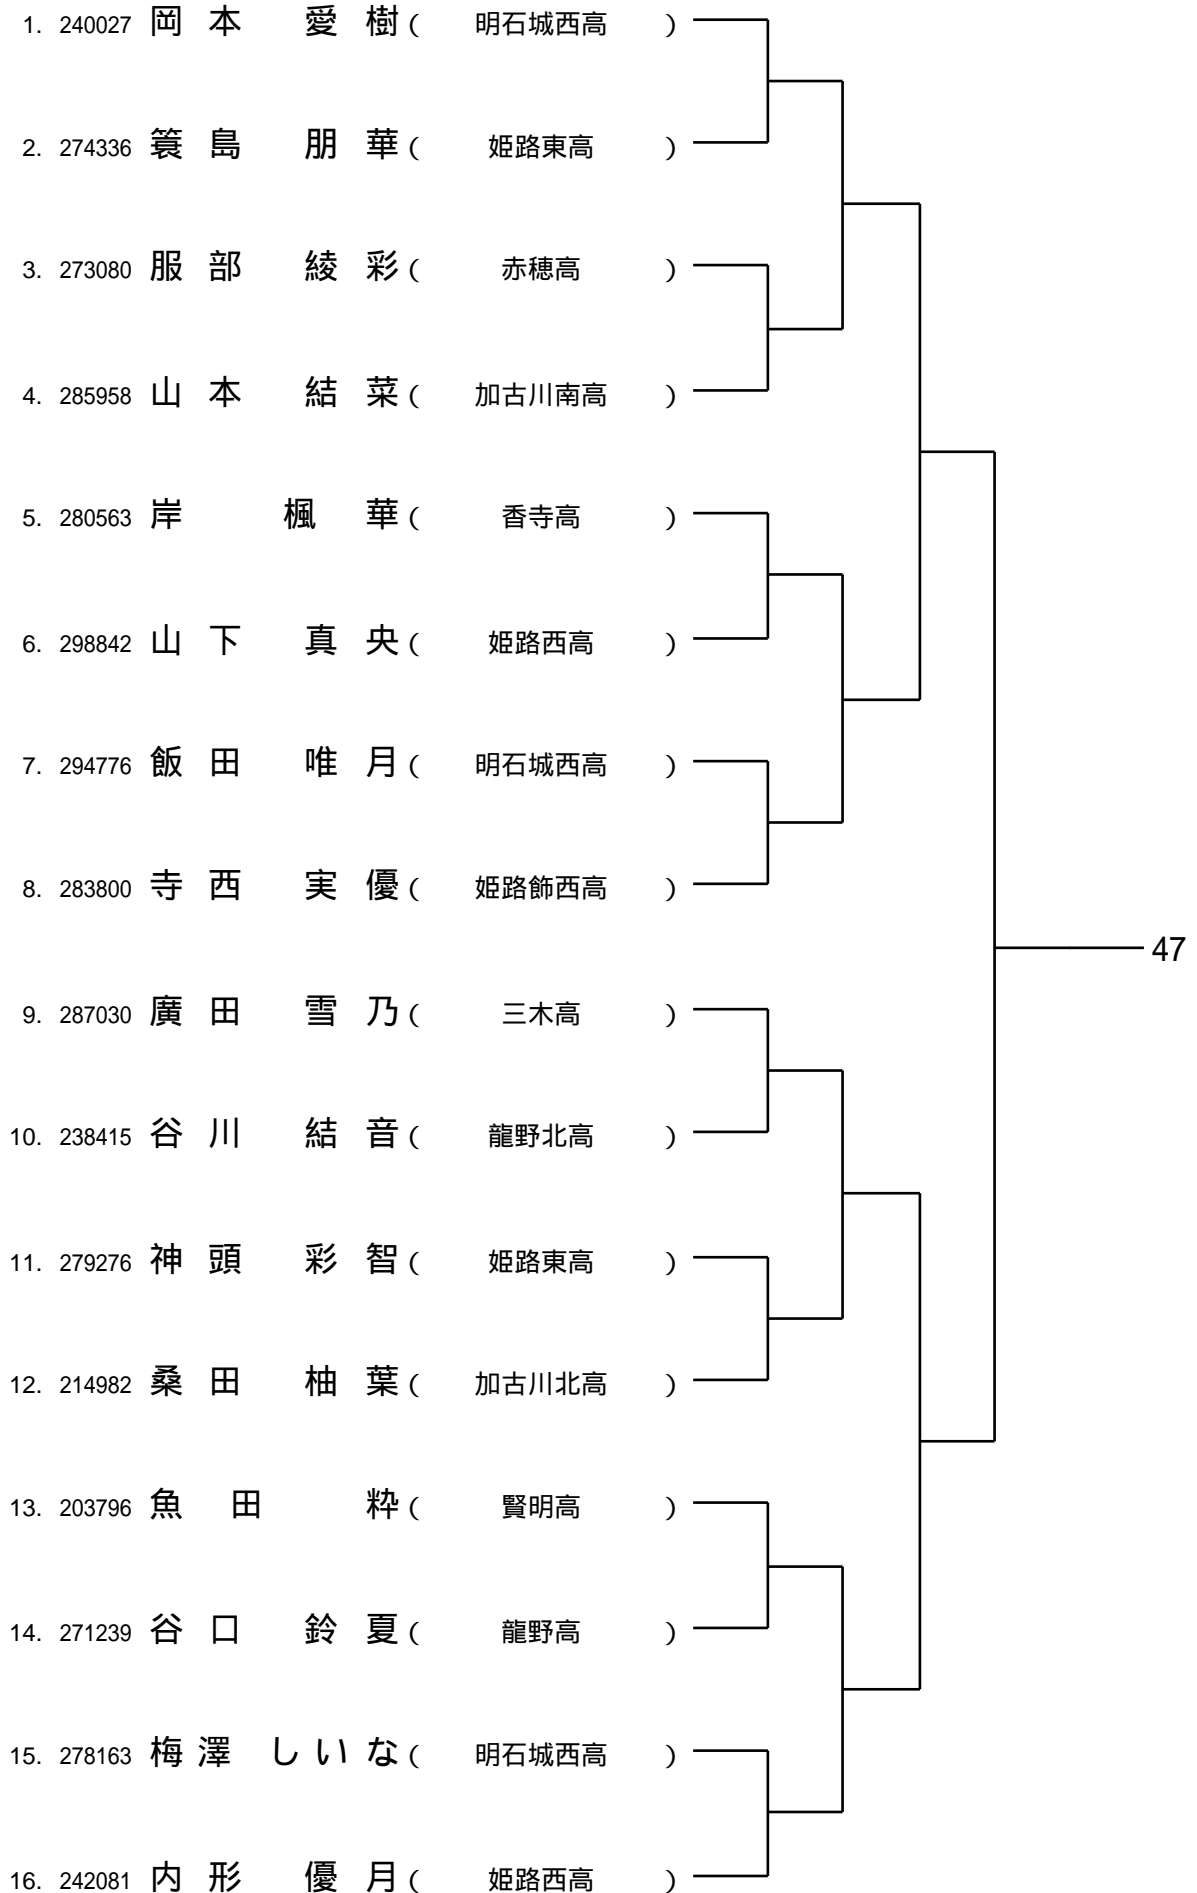 1. 240027 岡本 愛樹 ( 明石城西高 )
2. 274336 簑島 朋華 ( 姫路東高 )
3. 273080 服部 綾彩 ( 赤穂高 )
4. 285958 山本 結菜 ( 加古川南高 )
5. 280563 岸 楓華 ( 香寺高 )
6. 298842 山下 真央 ( 姫路西高 )
7. 294776 飯田 唯月 ( 明石城西高 )
8. 283800 寺西 実優 ( 姫路飾西高 )
47
9. 287030 廣田 雪乃 ( 三木高 )
10. 238415 谷川 結音 ( 龍野北高 )
11. 279276 神頭 彩智 ( 姫路東高 )
12. 214982 桑田 柚葉 ( 加古川北高 )
13. 203796 魚田 粋 ( 賢明高 )
14. 271239 谷口 鈴夏 ( 龍野高 )
15. 278163 梅澤 しいな ( 明石城西高 )
16. 242081 内形 優月 ( 姫路西高 )